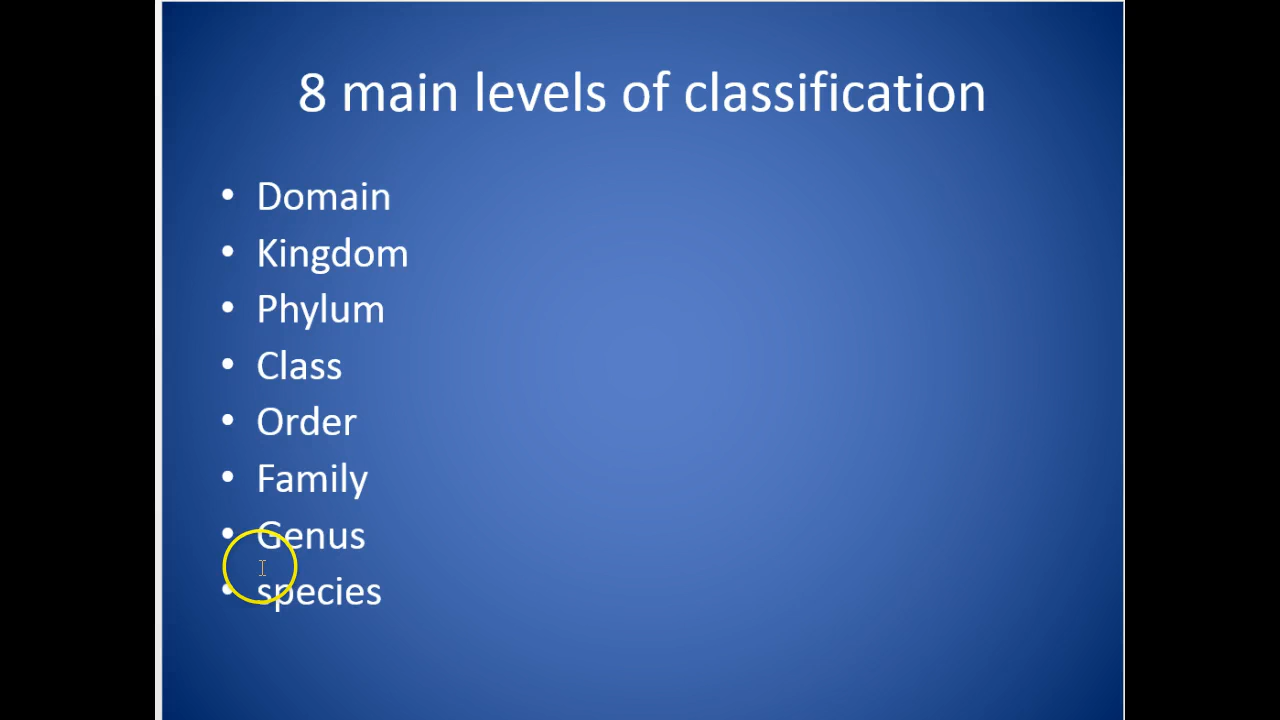 8 main levels of classification
• Domain
• Kingdom
• Phylum
• Class
• Order
• Family
• Genus
• species